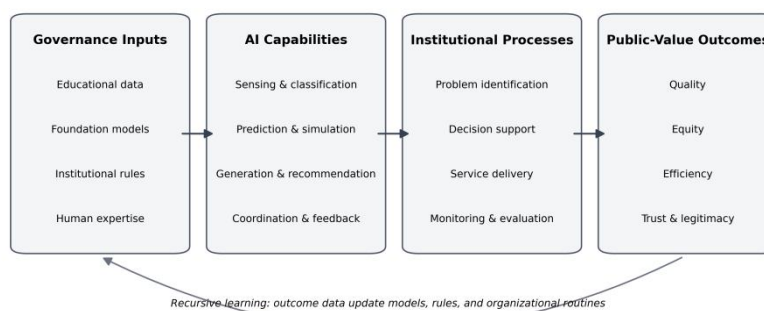 Governance Inputs
Educational data
Foundation models
Institutional rules
Human expertise
AI Capabilities
Sensing & classification
Prediction & simulation
Generation & recommendation
Coordination & feedback
Institutional Processes
Problem identification
Decision support
Service delivery
Monitoring & evaluation
Public-Value Outcomes
Quality
Equity
Efficiency
Trust & legitimacy
Recursive learning: outcome data update models, rules, and organizational routines